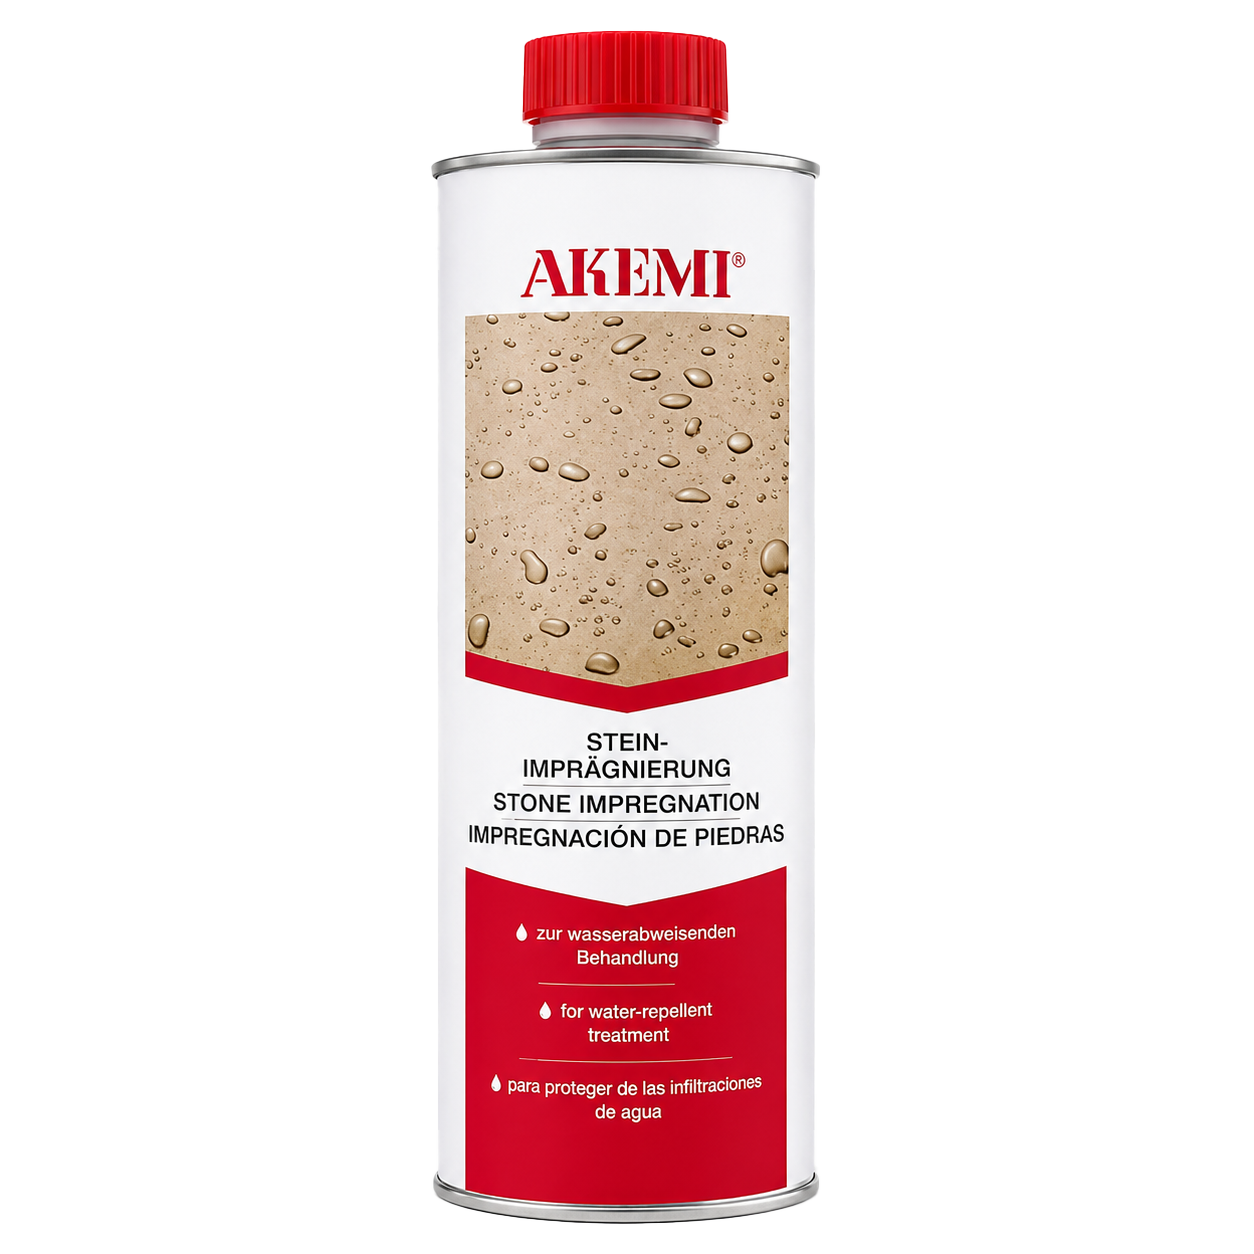 AKEMI®
STEIN-
IMPRÄGNIERUNG
STONE IMPREGNATION
IMPREGNACIÓN DE PIEDRAS
zur wasserabweisenden
Behandlung
for water-repellent
treatment
para proteger de las infiltraciones
de agua